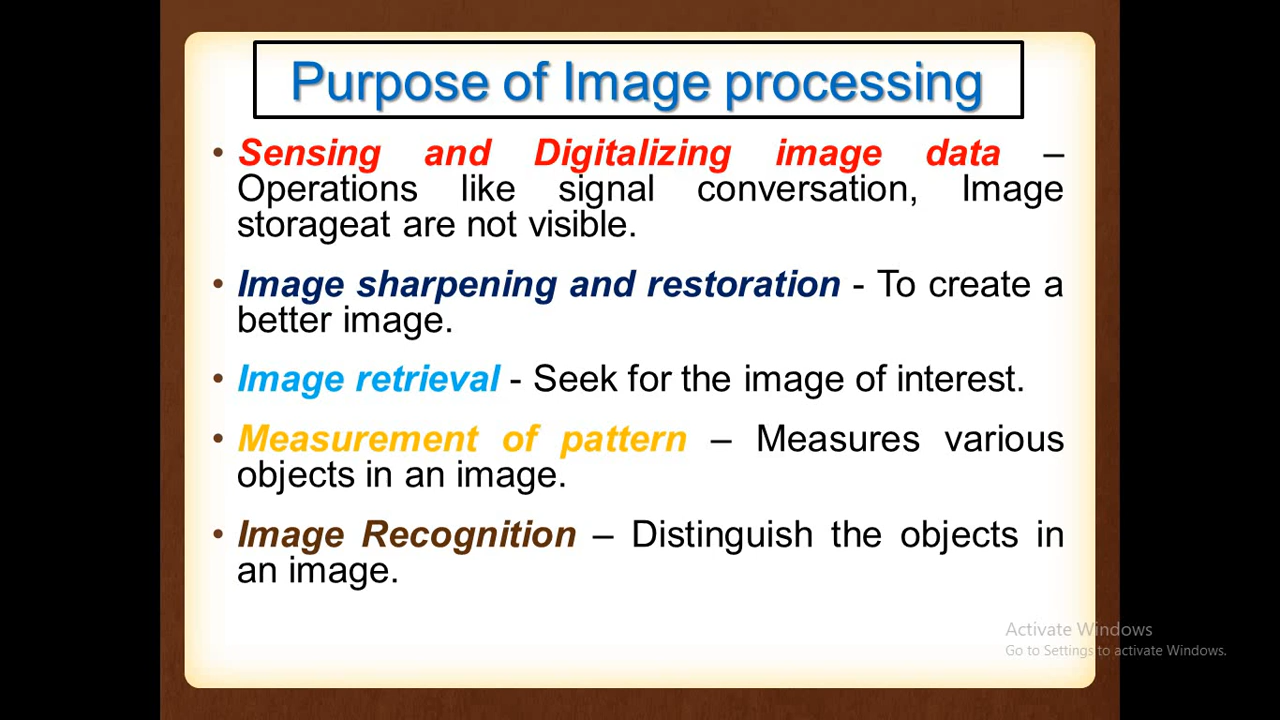 Purpose of Image processing
• Sensing and Digitalizing image data –
Operations like signal conversation, Image
storageat are not visible.
• Image sharpening and restoration - To create a
better image.
• Image retrieval - Seek for the image of interest.
• Measurement of pattern – Measures various
objects in an image.
• Image Recognition – Distinguish the objects in
an image.
Activate Windows
Go to Settings to activate Windows.